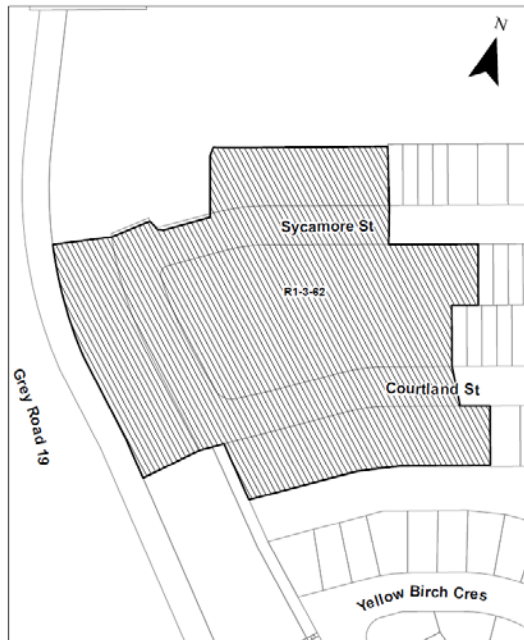 N
Sycamore St
R1-3-62
Courtland St
Grey Road 19
Yellow Birch Cres